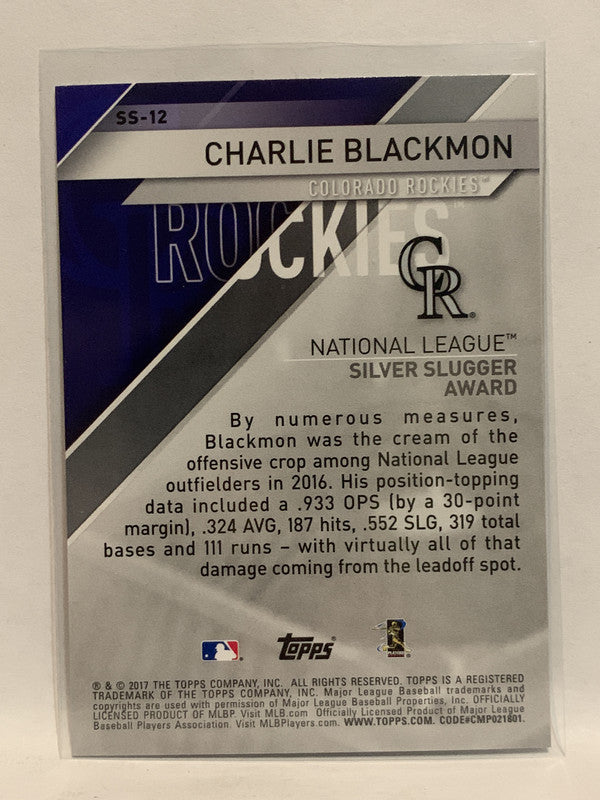 SS-12
CHARLIE BLACKMON
COLORADO ROCKIES™
ROCKIES™
CR®
NATIONAL LEAGUE™
SILVER SLUGGER
AWARD
By numerous measures,
Blackmon was the cream of the
offensive crop among National League
outfielders in 2016. His position-topping
data included a .933 OPS (by a 30-point
margin), .324 AVG, 187 hits, .552 SLG, 319 total
bases and 111 runs – with virtually all of that
damage coming from the leadoff spot.
topps®
® & © 2017 THE TOPPS COMPANY, INC. ALL RIGHTS RESERVED. TOPPS IS A REGISTERED
TRADEMARK OF THE TOPPS COMPANY, INC. Major League Baseball trademarks and
copyrights are used with permission of Major League Baseball Properties, Inc. OFFICIALLY
LICENSED PRODUCT OF MLBP. Visit MLB.com Officially Licensed Product of Major League
Baseball Players Association. Visit MLBPlayers.com. WWW.TOPPS.COM. CODE#CMP021801.